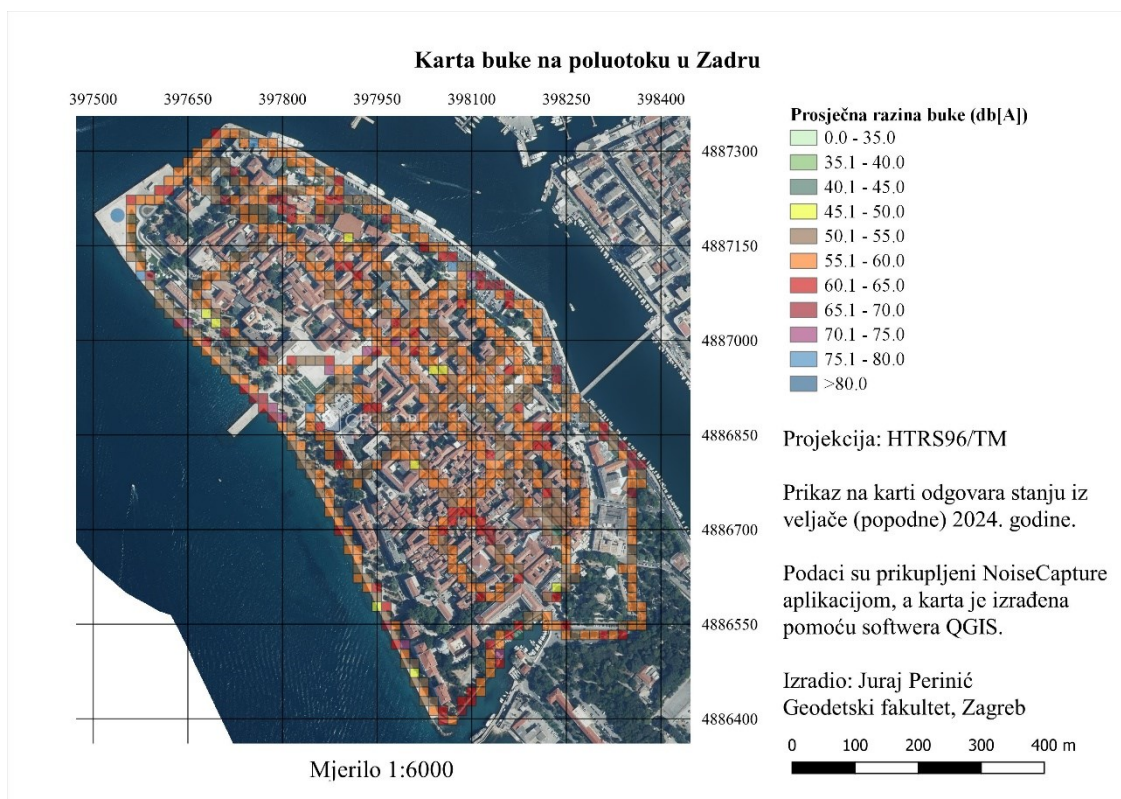 Karta buke na poluotoku u Zadru
397500 397650 397800 397950 398100 398250 398400
4887300
4887150
4887000
4886850
4886700
4886550
4886400
Prosječna razina buke (db[A])
0.0 - 35.0
35.1 - 40.0
40.1 - 45.0
45.1 - 50.0
50.1 - 55.0
55.1 - 60.0
60.1 - 65.0
65.1 - 70.0
70.1 - 75.0
75.1 - 80.0
>80.0
Projekcija: HTRS96/TM
Prikaz na karti odgovara stanju iz
veljače (popodne) 2024. godine.
Podaci su prikupljeni NoiseCapture
aplikacijom, a karta je izrađena
pomoću softwera QGIS.
Izradio: Juraj Perinić
Geodetski fakultet, Zagreb
0 100 200 300 400 m
Mjerilo 1:6000